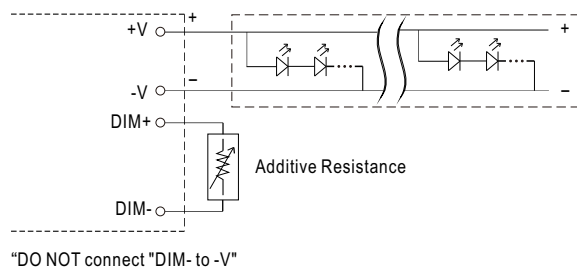 +V + +
-V − −
DIM+
Additive Resistance
DIM-
“DO NOT connect "DIM- to -V"